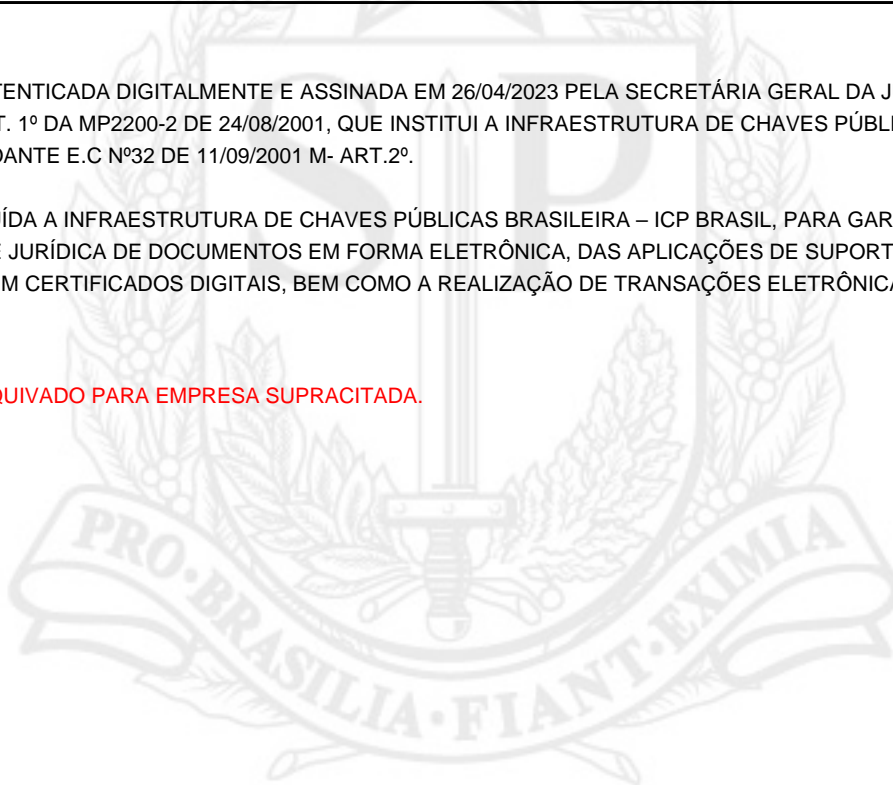 S P
TENTICADA DIGITALMENTE E ASSINADA EM 26/04/2023 PELA SECRETÁRIA GERAL DA J
T. 1º DA MP2200-2 DE 24/08/2001, QUE INSTITUI A INFRAESTRUTURA DE CHAVES PÚBLI
DANTE E.C Nº32 DE 11/09/2001 M- ART.2º.
UÍDA A INFRAESTRUTURA DE CHAVES PÚBLICAS BRASILEIRA – ICP BRASIL, PARA GAR
E JURÍDICA DE DOCUMENTOS EM FORMA ELETRÔNICA, DAS APLICAÇÕES DE SUPORT
M CERTIFICADOS DIGITAIS, BEM COMO A REALIZAÇÃO DE TRANSAÇÕES ELETRÔNICA
QUIVADO PARA EMPRESA SUPRACITADA.
PRO·BRASILIA·FIANT·EXIMIA